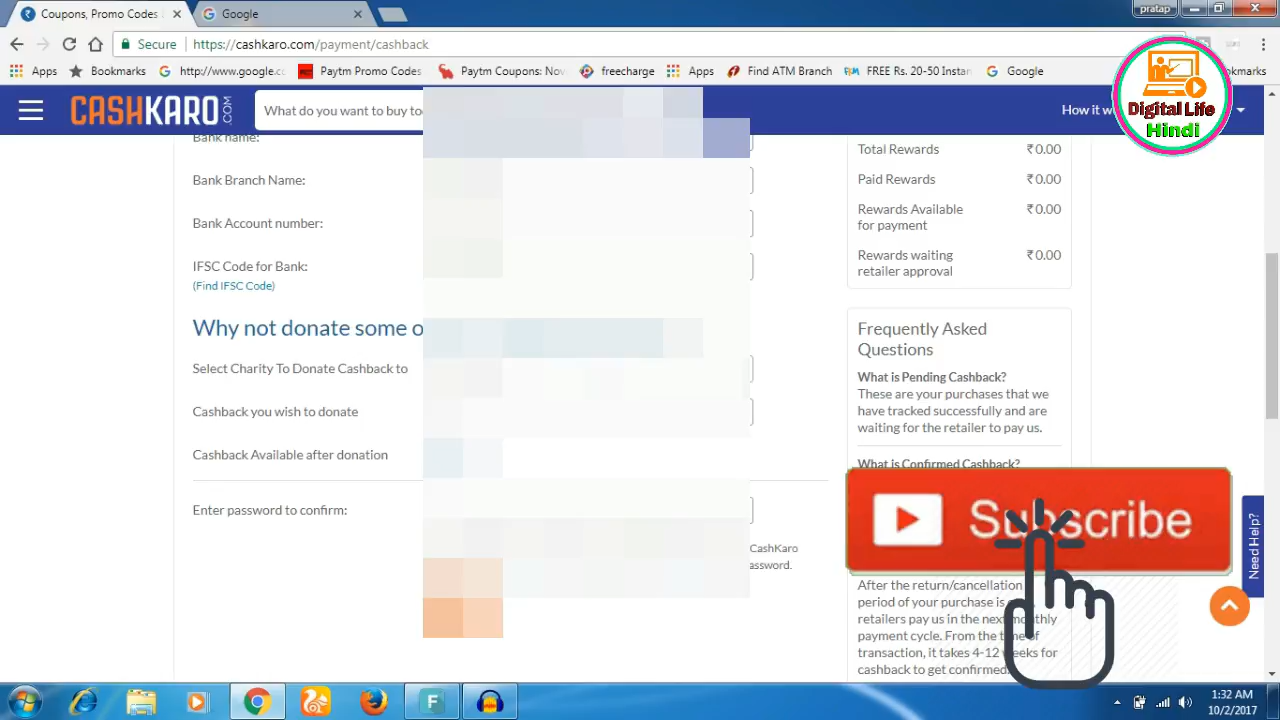 Coupons, Promo Codes
Google
pratap
Secure
https://cashkaro.com/payment/cashback
Apps
Bookmarks
http://www.google.cc
Paytm Promo Codes
Paytm Coupons: Nov
freecharge
Apps
Find ATM Branch
FREE For 20-50 Instan
Google
okmarks
CASHKARO.COM
What do you want to buy to
How it w
Digital Life
Hindi
Bank name:
Bank Branch Name:
Bank Account number:
IFSC Code for Bank:
(Find IFSC Code)
Why not donate some o
Select Charity To Donate Cashback to
Cashback you wish to donate
Cashback Available after donation
Enter password to confirm:
CashKaro
assword.
Total Rewards ₹0.00
Paid Rewards ₹0.00
Rewards Available
for payment ₹0.00
Rewards waiting
retailer approval ₹0.00
Frequently Asked
Questions
What is Pending Cashback?
These are your purchases that we
have tracked successfully and are
waiting for the retailer to pay us.
What is Confirmed Cashback?
Subscribe
After the return/cancellation
period of your purchase is
retailers pay us in the next monthly
payment cycle. From the time of
transaction, it takes 4-12 weeks for
cashback to get confirmed
Need Help?
1:32 AM
10/2/2017